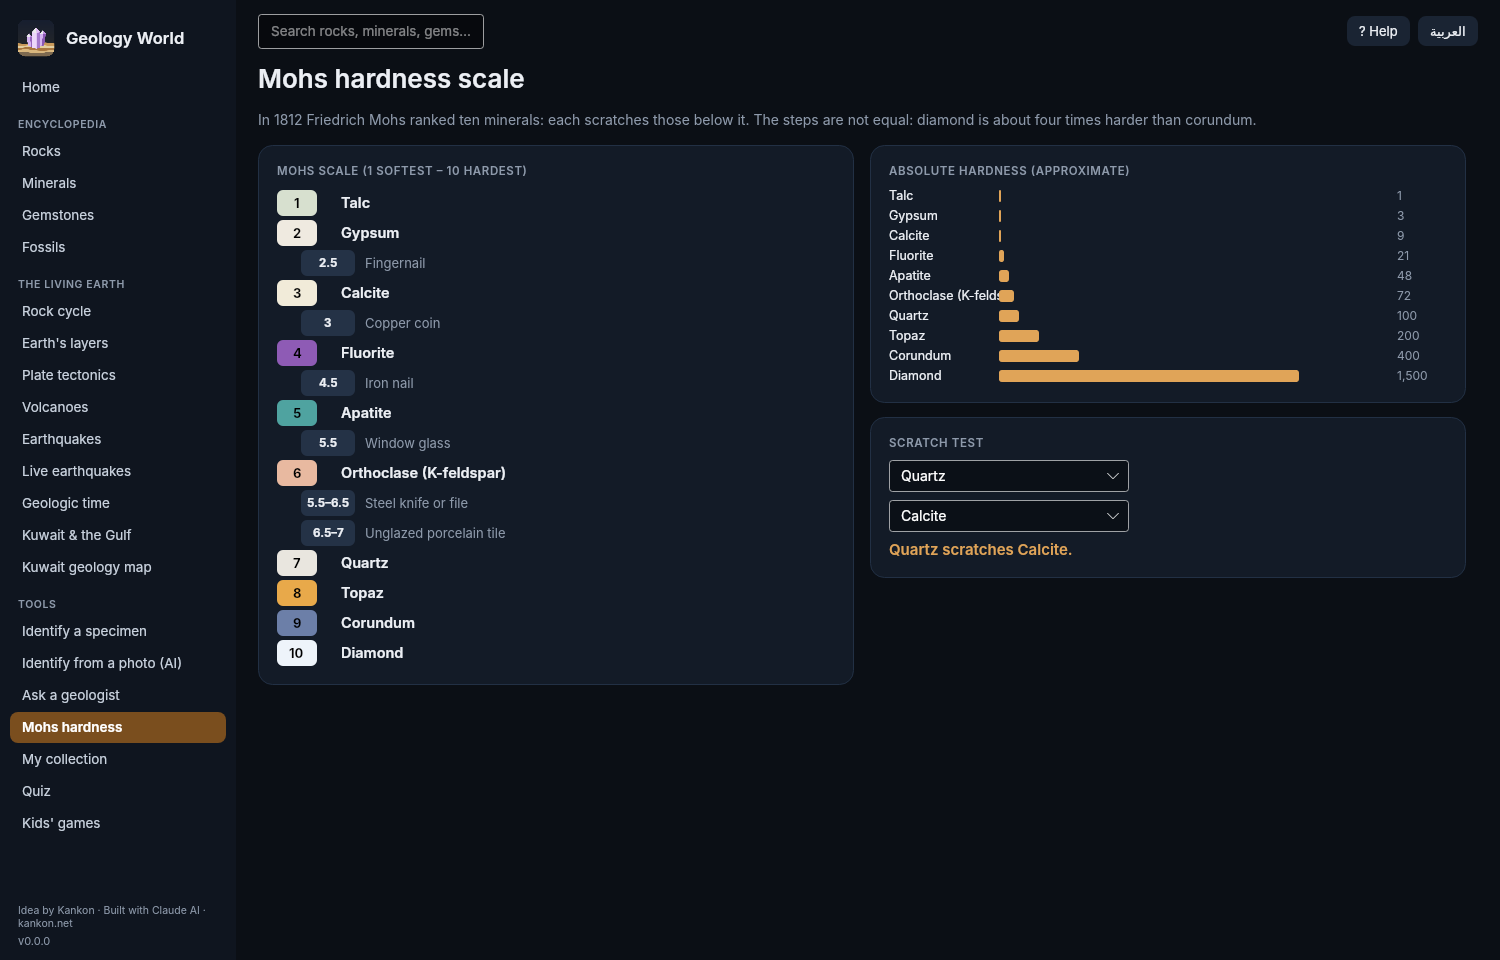 Geology World
Home
ENCYCLOPEDIA
Rocks
Minerals
Gemstones
Fossils
THE LIVING EARTH
Rock cycle
Earth's layers
Plate tectonics
Volcanoes
Earthquakes
Live earthquakes
Geologic time
Kuwait & the Gulf
Kuwait geology map
TOOLS
Identify a specimen
Identify from a photo (AI)
Ask a geologist
Mohs hardness
My collection
Quiz
Kids' games
Idea by Kankon · Built with Claude AI ·
kankon.net
v0.0.0
Search rocks, minerals, gems...
? Help
العربية
Mohs hardness scale
In 1812 Friedrich Mohs ranked ten minerals: each scratches those below it. The steps are not equal: diamond is about four times harder than corundum.
MOHS SCALE (1 SOFTEST – 10 HARDEST)
1 Talc
2 Gypsum
2.5 Fingernail
3 Calcite
3 Copper coin
4 Fluorite
4.5 Iron nail
5 Apatite
5.5 Window glass
6 Orthoclase (K-feldspar)
5.5–6.5 Steel knife or file
6.5–7 Unglazed porcelain tile
7 Quartz
8 Topaz
9 Corundum
10 Diamond
ABSOLUTE HARDNESS (APPROXIMATE)
Talc 1
Gypsum 3
Calcite 9
Fluorite 21
Apatite 48
Orthoclase (K-felds 72
Quartz 100
Topaz 200
Corundum 400
Diamond 1,500
SCRATCH TEST
Quartz
Calcite
Quartz scratches Calcite.